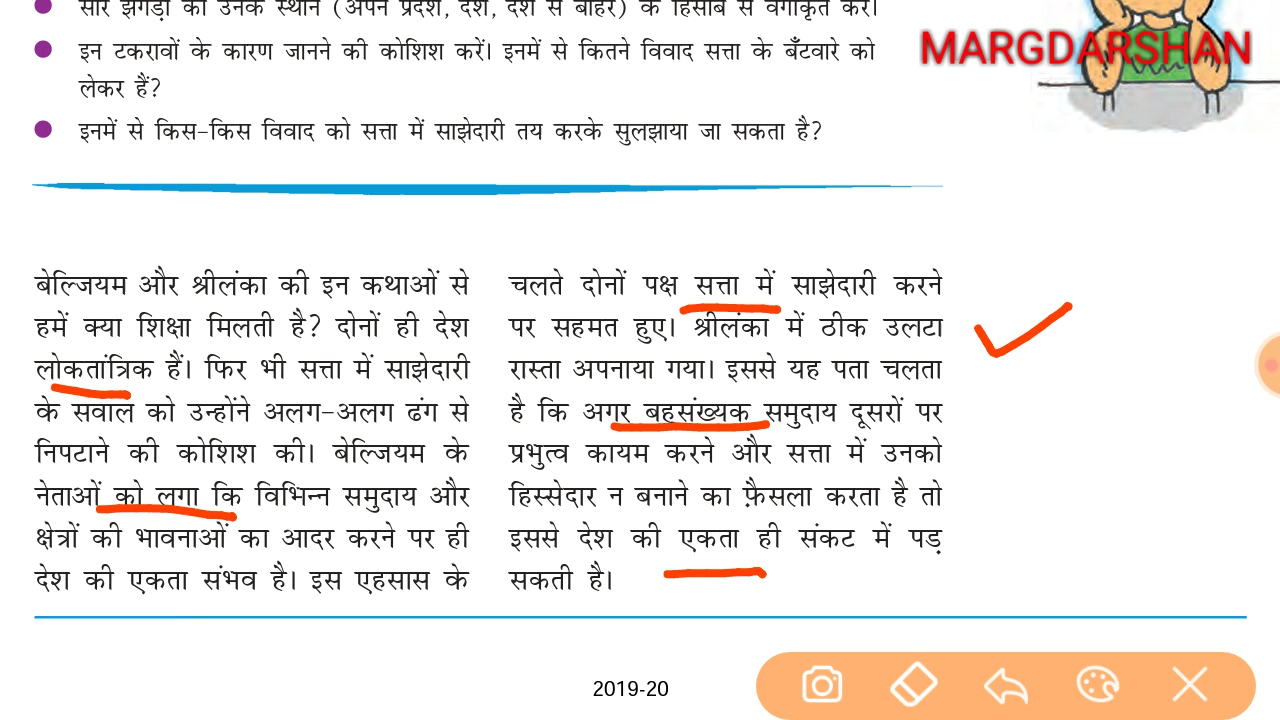 सारे झगड़ों को उनके स्थान (अपने प्रदेश, देश, देश से बाहर) के हिसाब से वर्गीकृत करें।
MARGDARSHAN
इन टकरावों के कारण जानने की कोशिश करें। इनमें से कितने विवाद सत्ता के बँटवारे को
लेकर हैं?
इनमें से किस-किस विवाद को सत्ता में साझेदारी तय करके सुलझाया जा सकता है?
बेल्जियम और श्रीलंका की इन कथाओं से
हमें क्या शिक्षा मिलती है? दोनों ही देश
लोकतांत्रिक हैं। फिर भी सत्ता में साझेदारी
के सवाल को उन्होंने अलग-अलग ढंग से
निपटाने की कोशिश की। बेल्जियम के
नेताओं को लगा कि विभिन्न समुदाय और
क्षेत्रों की भावनाओं का आदर करने पर ही
देश की एकता संभव है। इस एहसास के
चलते दोनों पक्ष सत्ता में साझेदारी करने
पर सहमत हुए। श्रीलंका में ठीक उलटा
रास्ता अपनाया गया। इससे यह पता चलता
है कि अगर बहुसंख्यक समुदाय दूसरों पर
प्रभुत्व कायम करने और सत्ता में उनको
हिस्सेदार न बनाने का फ़ैसला करता है तो
इससे देश की एकता ही संकट में पड़
सकती है।
2019-20